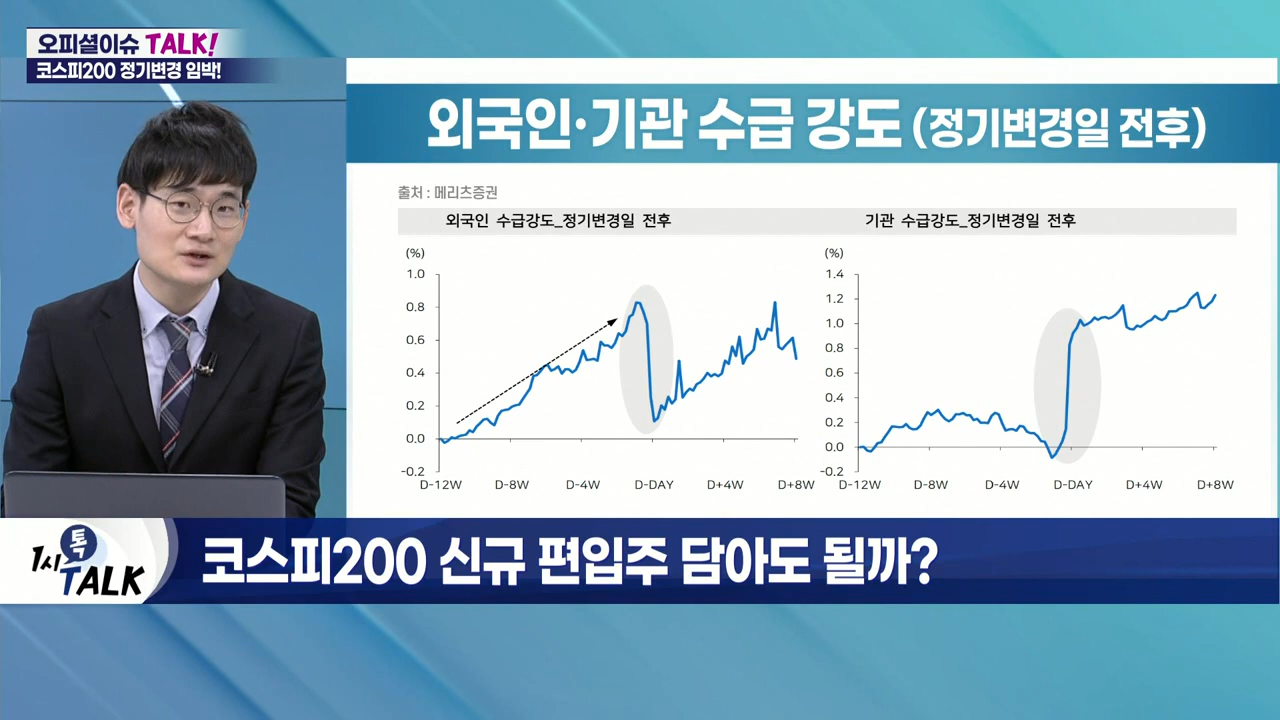 오피셜이슈 TALK!
코스피200 정기변경 임박!
외국인·기관 수급 강도 (정기변경일 전후)
출처 : 메리츠증권
외국인 수급강도_정기변경일 전후
(%)
1.0
0.8
0.6
0.4
0.2
0.0
-0.2
D-12W D-8W D-4W D-DAY D+4W D+8W
기관 수급강도_정기변경일 전후
(%)
1.4
1.2
1.0
0.8
0.6
0.4
0.2
0.0
-0.2
D-12W D-8W D-4W D-DAY D+4W D+8W
1시 톡 TALK
코스피200 신규 편입주 담아도 될까?